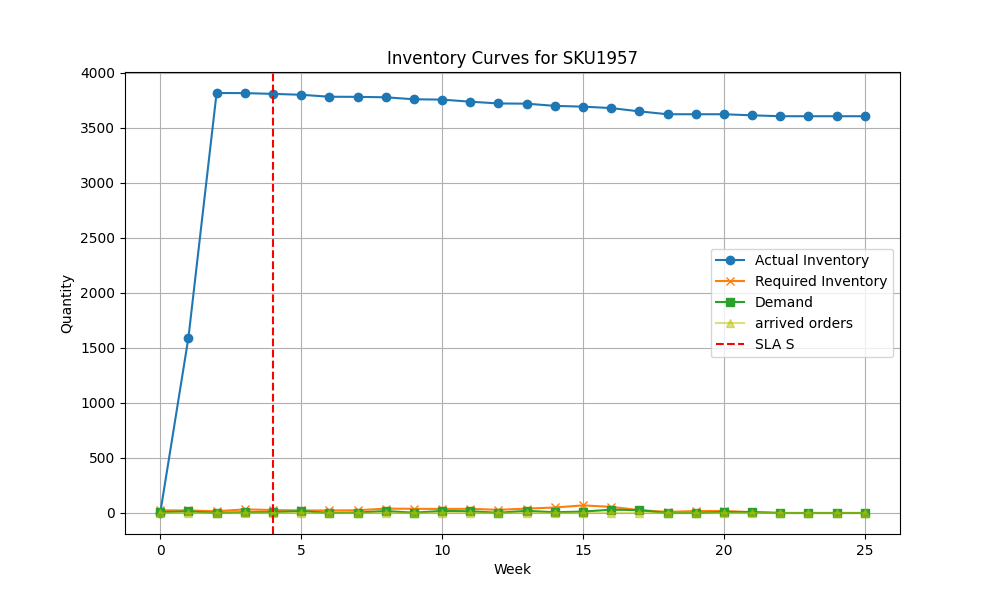 Inventory Curves for SKU1957
4000
3500
3000
2500
2000
1500
1000
500
0
Quantity
Actual Inventory
Required Inventory
Demand
arrived orders
SLA S
0 5 10 15 20 25
Week